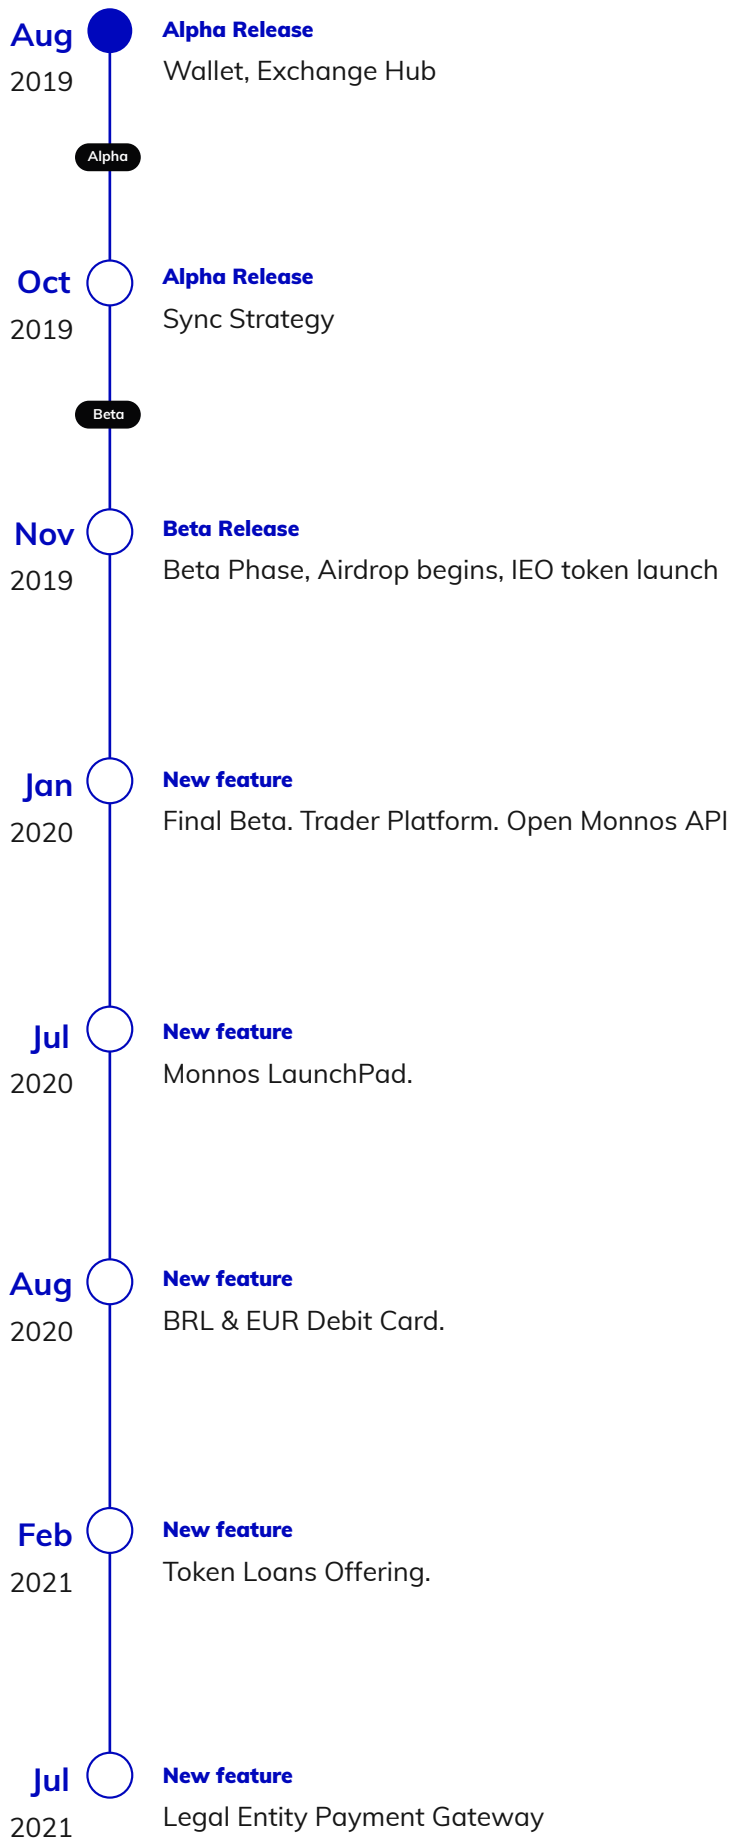 Aug
2019
Alpha Release
Wallet, Exchange Hub
Alpha
Oct
2019
Alpha Release
Sync Strategy
Beta
Nov
2019
Beta Release
Beta Phase, Airdrop begins, IEO token launch
Jan
2020
New feature
Final Beta. Trader Platform. Open Monnos API
Jul
2020
New feature
Monnos LaunchPad.
Aug
2020
New feature
BRL & EUR Debit Card.
Feb
2021
New feature
Token Loans Offering.
Jul
2021
New feature
Legal Entity Payment Gateway